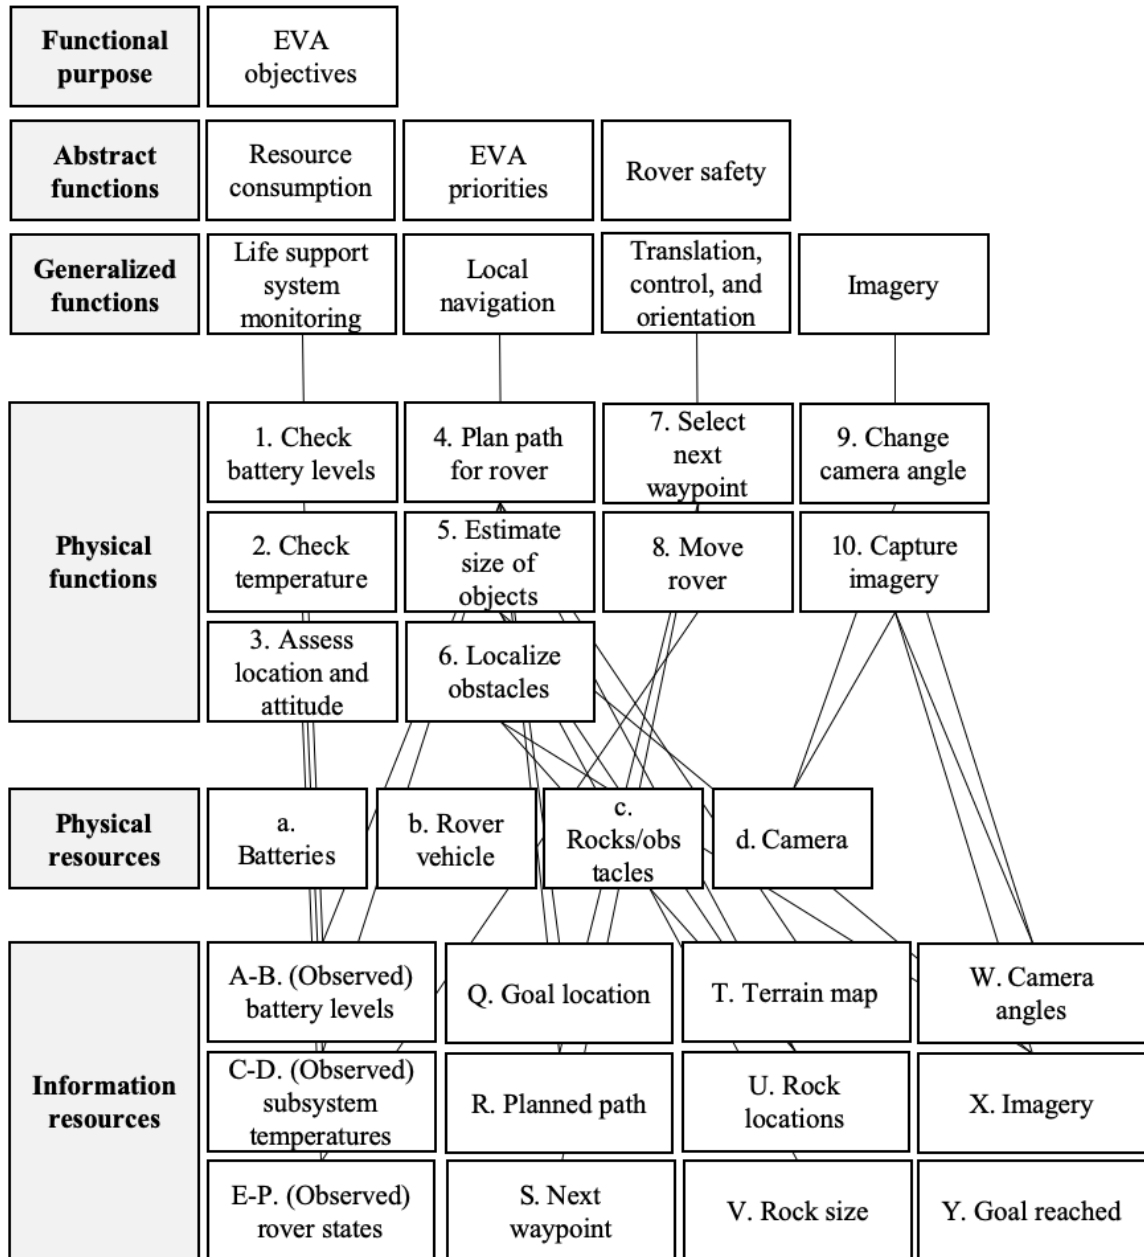 Functional
purpose
EVA
objectives
Abstract
functions
Resource
consumption
EVA
priorities
Rover safety
Generalized
functions
Life support
system
monitoring
Local
navigation
Translation,
control, and
orientation
Imagery
Physical
functions
1. Check
battery levels
4. Plan path
for rover
7. Select
next
waypoint
9. Change
camera angle
2. Check
temperature
5. Estimate
size of
objects
8. Move
rover
10. Capture
imagery
3. Assess
location and
attitude
6. Localize
obstacles
Physical
resources
a.
Batteries
b. Rover
vehicle
c.
Rocks/obs
tacles
d. Camera
Information
resources
A-B. (Observed)
battery levels
Q. Goal location
T. Terrain map
W. Camera
angles
C-D. (Observed)
subsystem
temperatures
R. Planned path
U. Rock
locations
X. Imagery
E-P. (Observed)
rover states
S. Next
waypoint
V. Rock size
Y. Goal reached